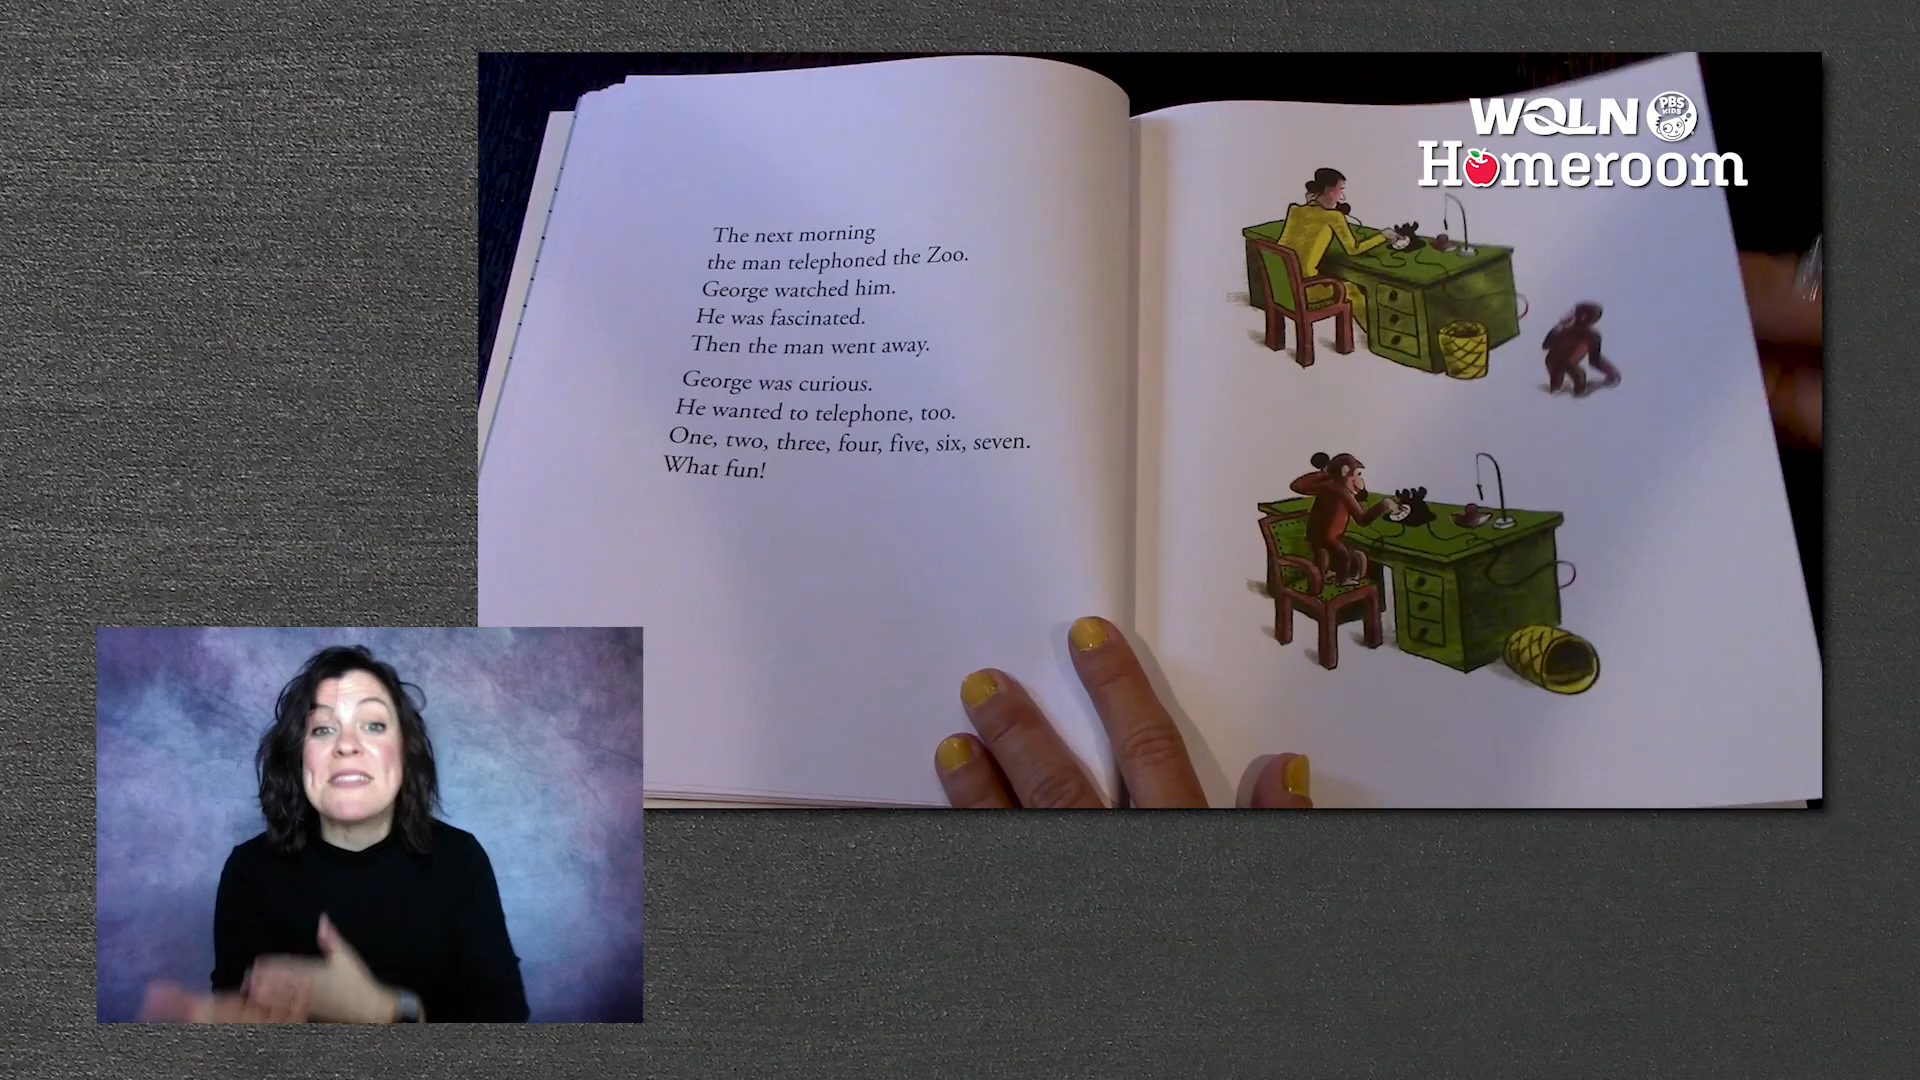 WQLN PBS KIDS
Homeroom
The next morning
the man telephoned the Zoo.
George watched him.
He was fascinated.
Then the man went away.
George was curious.
He wanted to telephone, too.
One, two, three, four, five, six, seven.
What fun!